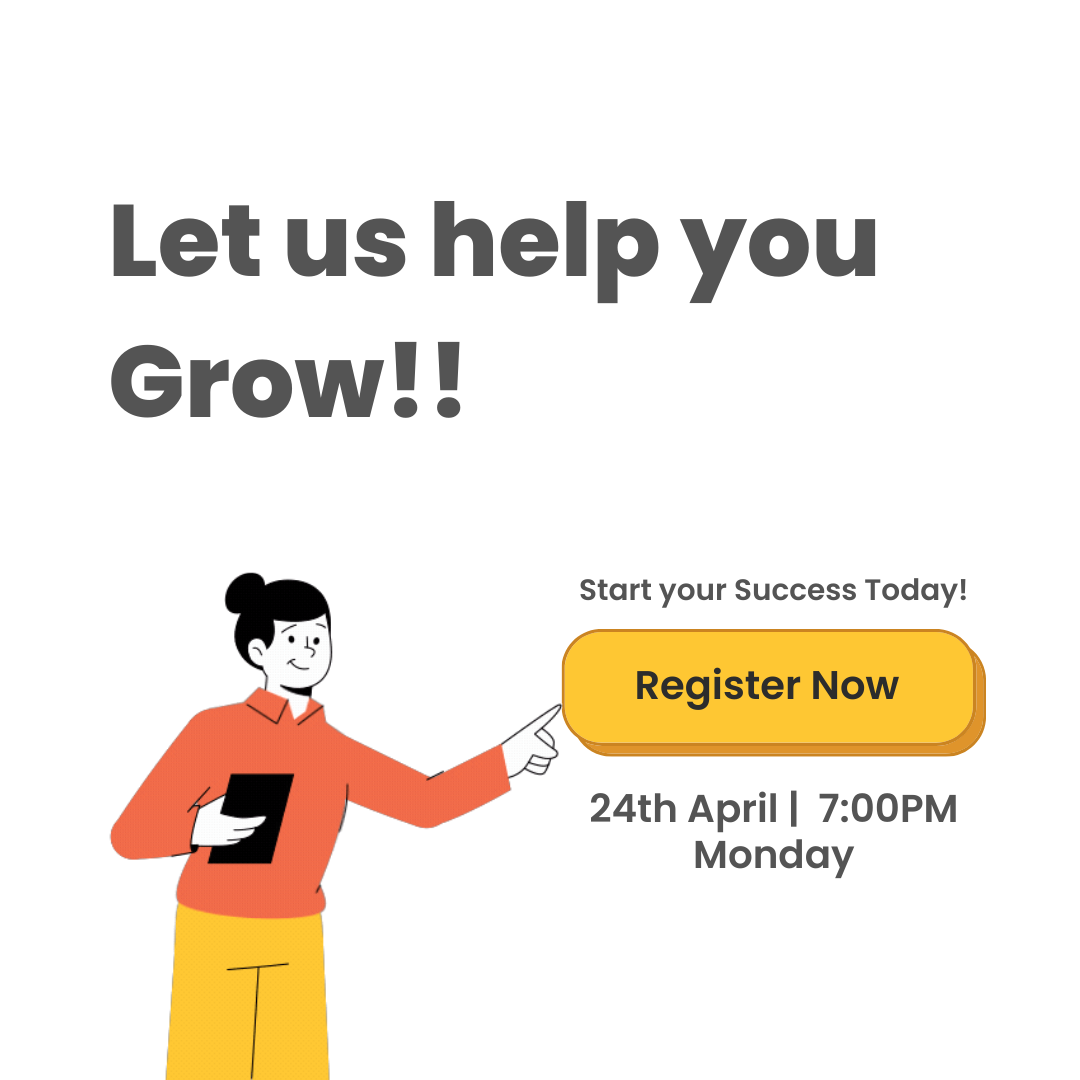 Let us help you
Grow!!
Start your Success Today!
Register Now
24th April |  7:00PM
Monday